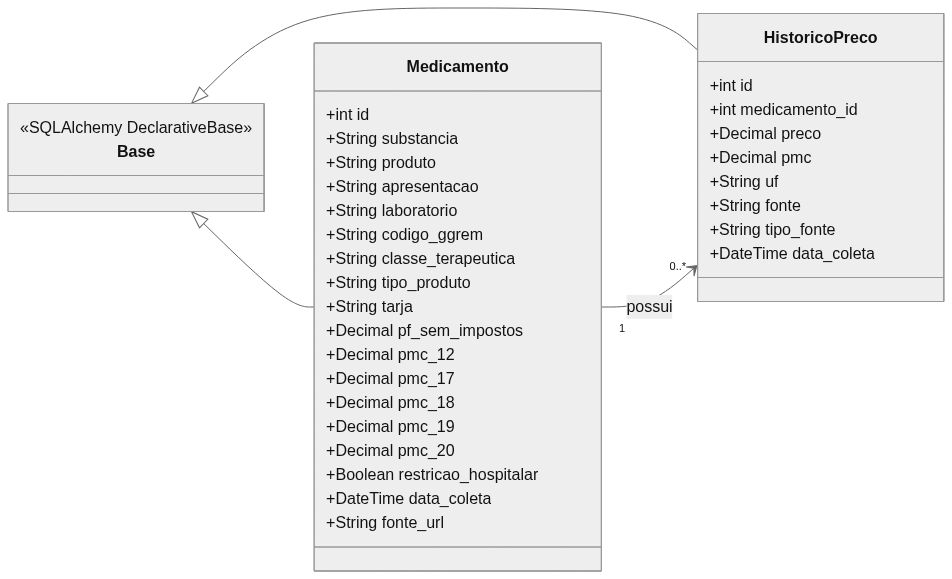 «SQLAlchemy DeclarativeBase»
Base
Medicamento
+int id
+String substancia
+String produto
+String apresentacao
+String laboratorio
+String codigo_ggrem
+String classe_terapeutica
+String tipo_produto
+String tarja
+Decimal pf_sem_impostos
+Decimal pmc_12
+Decimal pmc_17
+Decimal pmc_18
+Decimal pmc_19
+Decimal pmc_20
+Boolean restricao_hospitalar
+DateTime data_coleta
+String fonte_url
possui
1
0..*
HistoricoPreco
+int id
+int medicamento_id
+Decimal preco
+Decimal pmc
+String uf
+String fonte
+String tipo_fonte
+DateTime data_coleta